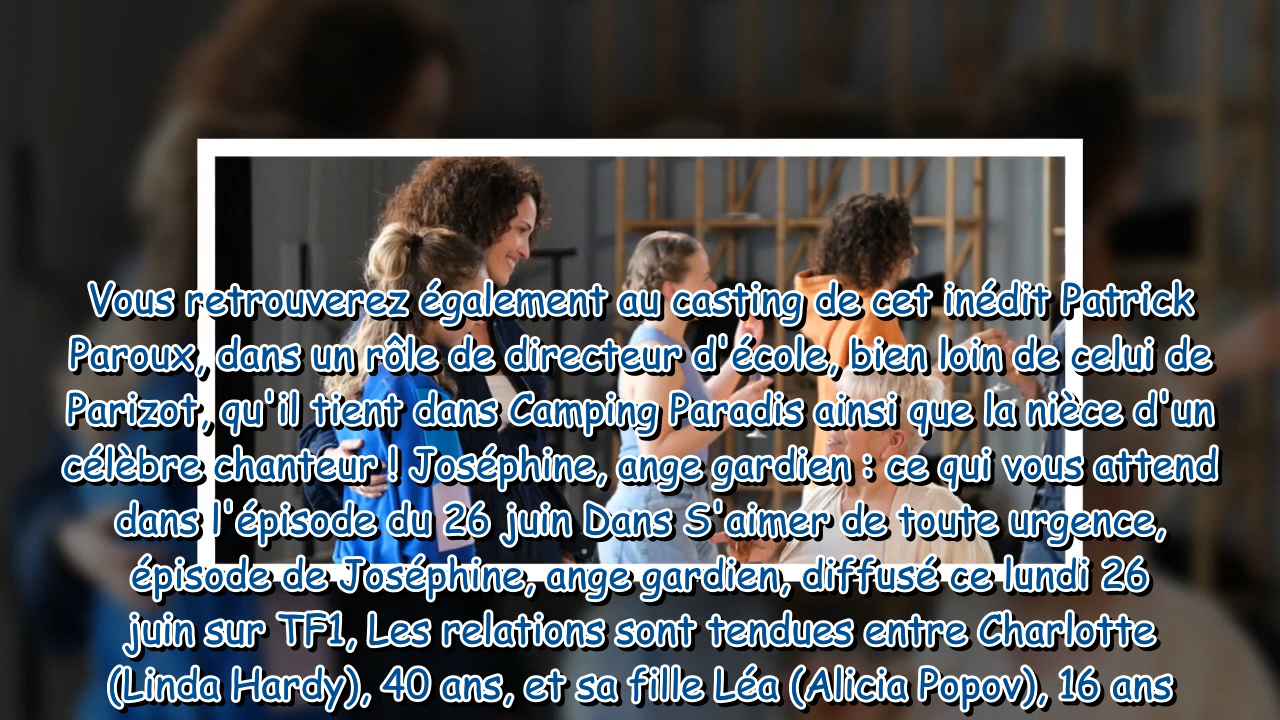 Vous retrouverez également au casting de cet inédit Patrick
Paroux, dans un rôle de directeur d'école, bien loin de celui de
Parizot, qu'il tient dans Camping Paradis ainsi que la nièce d'un
célèbre chanteur ! Joséphine, ange gardien : ce qui vous attend
dans l'épisode du 26 juin Dans S'aimer de toute urgence,
épisode de Joséphine, ange gardien, diffusé ce lundi 26
juin sur TF1, Les relations sont tendues entre Charlotte
(Linda Hardy), 40 ans, et sa fille Léa (Alicia Popov), 16 ans